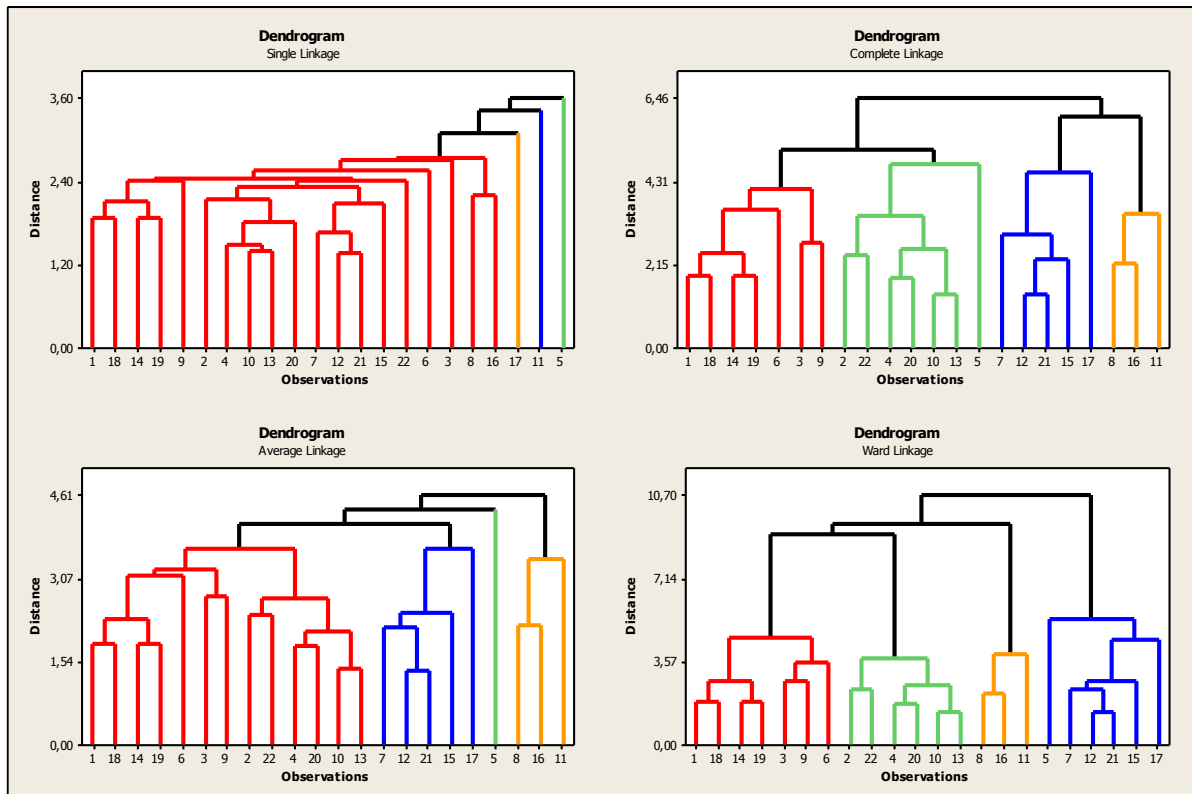 Dendrogram
Single Linkage
3,60
2,40
1,20
0,00
Distance
1 18 14 19 9 2 4 10 13 20 7 12 21 15 22 6 3 8 16 17 11 5
Observations
Dendrogram
Complete Linkage
6,46
4,31
2,15
0,00
Distance
1 18 14 19 6 3 9 2 22 4 20 10 13 5 7 12 21 15 17 8 16 11
Observations
Dendrogram
Average Linkage
4,61
3,07
1,54
0,00
Distance
1 18 14 19 6 3 9 2 22 4 20 10 13 7 12 21 15 17 5 8 16 11
Observations
Dendrogram
Ward Linkage
10,70
7,14
3,57
0,00
Distance
1 18 14 19 3 9 6 2 22 4 20 10 13 8 16 11 5 7 12 21 15 17
Observations